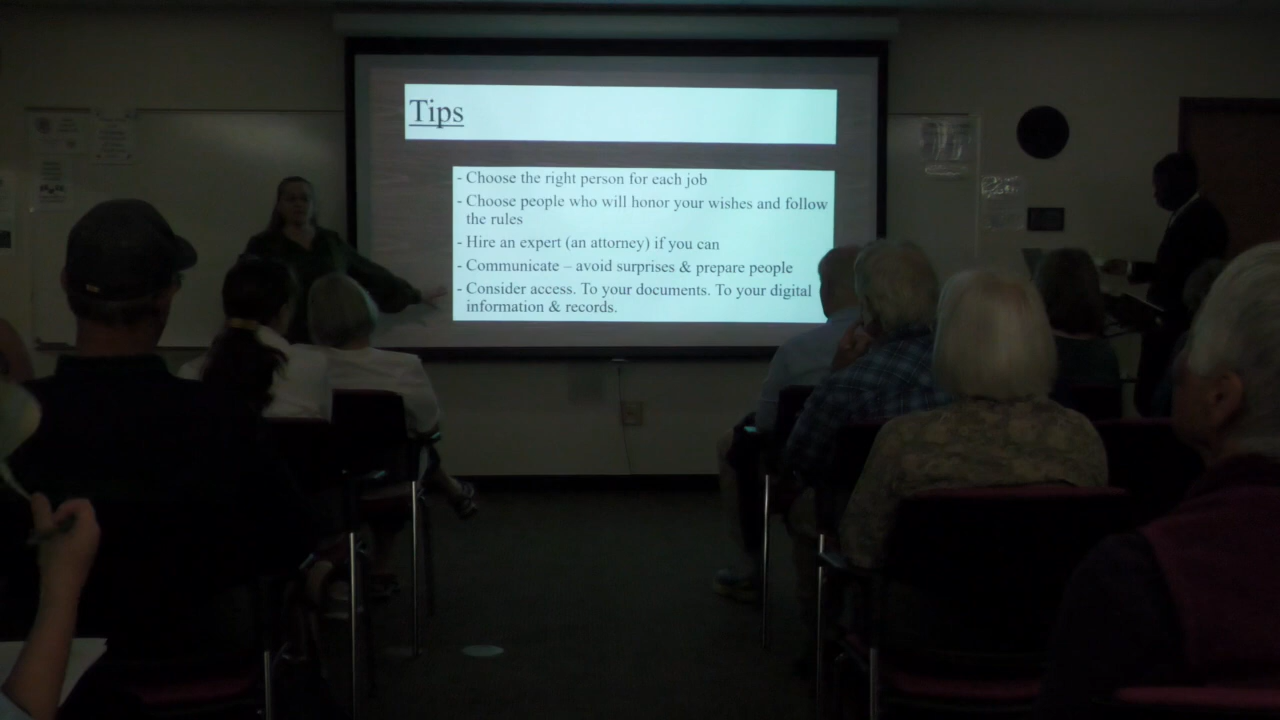 Tips
- Choose the right person for each job
- Choose people who will honor your wishes and follow
the rules
- Hire an expert (an attorney) if you can
- Communicate – avoid surprises & prepare people
- Consider access. To your documents. To your digital
information & records.